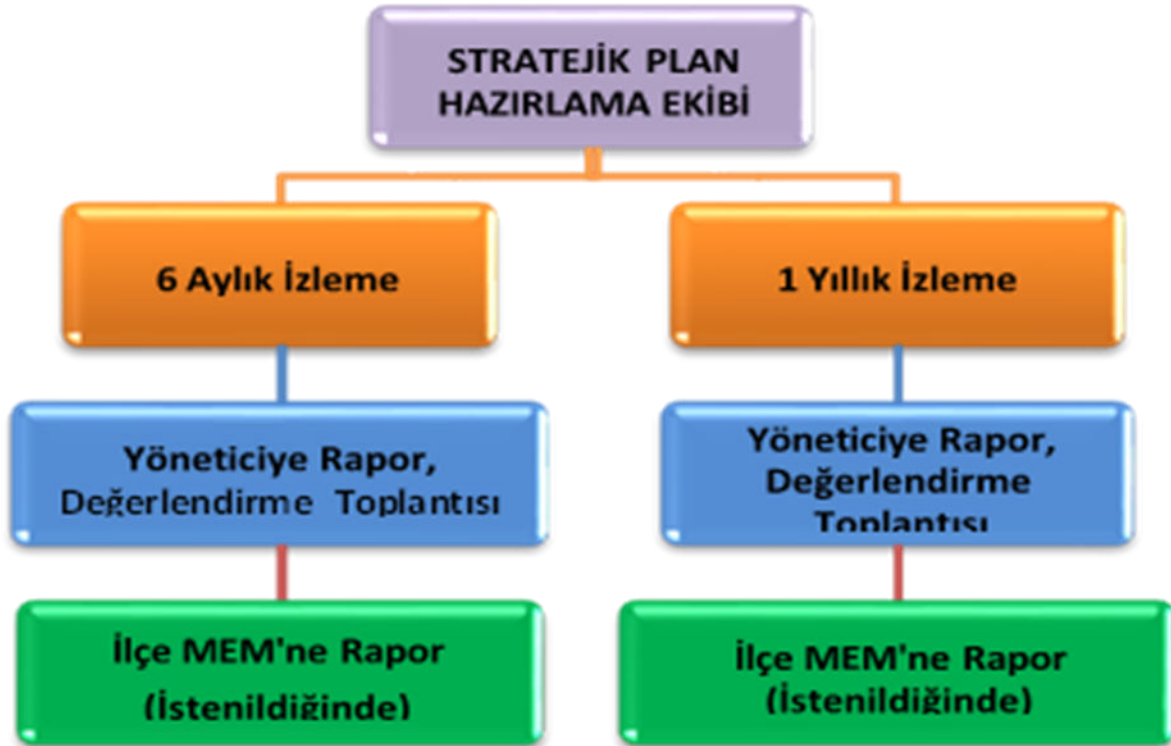 STRATEJİK PLAN
HAZIRLAMA EKİBİ
6 Aylık İzleme
1 Yıllık İzleme
Yöneticiye Rapor,
Değerlendirme Toplantısı
Yöneticiye Rapor,
Değerlendirme
Toplantısı
İlçe MEM'ne Rapor
(İstenildiğinde)
İlçe MEM'ne Rapor
(İstenildiğinde)